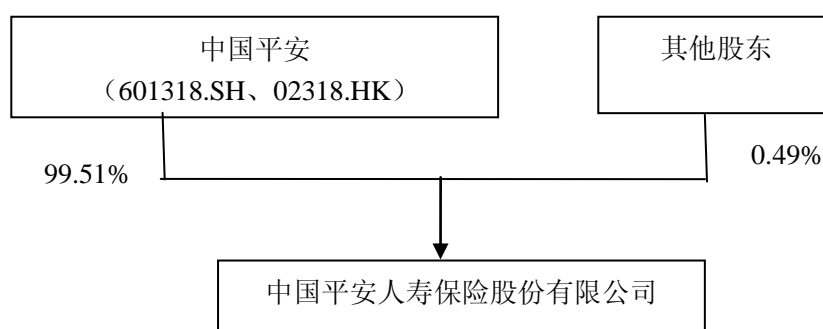 中国平安
（601318.SH、02318.HK）
其他股东
99.51%
0.49%
中国平安人寿保险股份有限公司